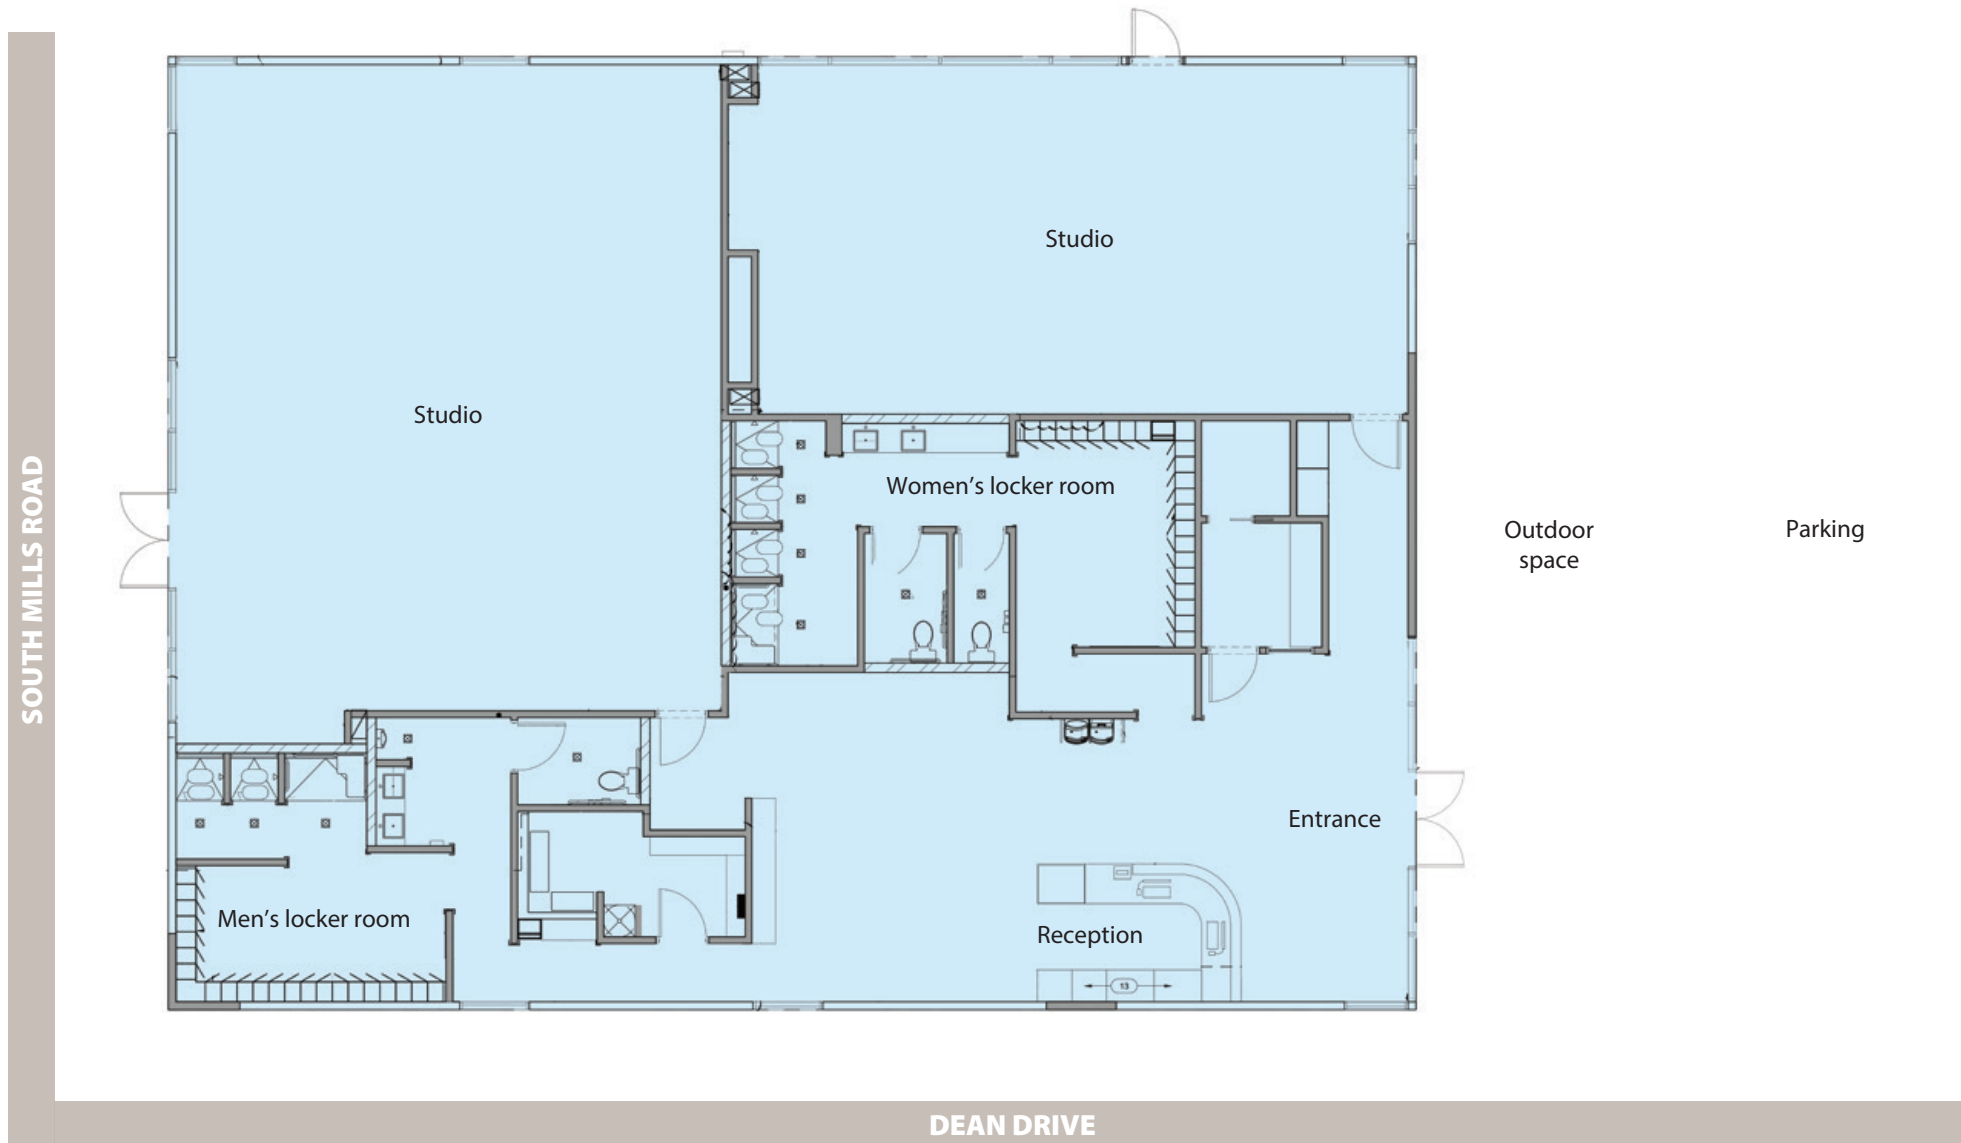 Studio
Studio
Women's locker room
Outdoor
space
Parking
SOUTH MILLS ROAD
Entrance
Men's locker room
Reception
13
DEAN DRIVE